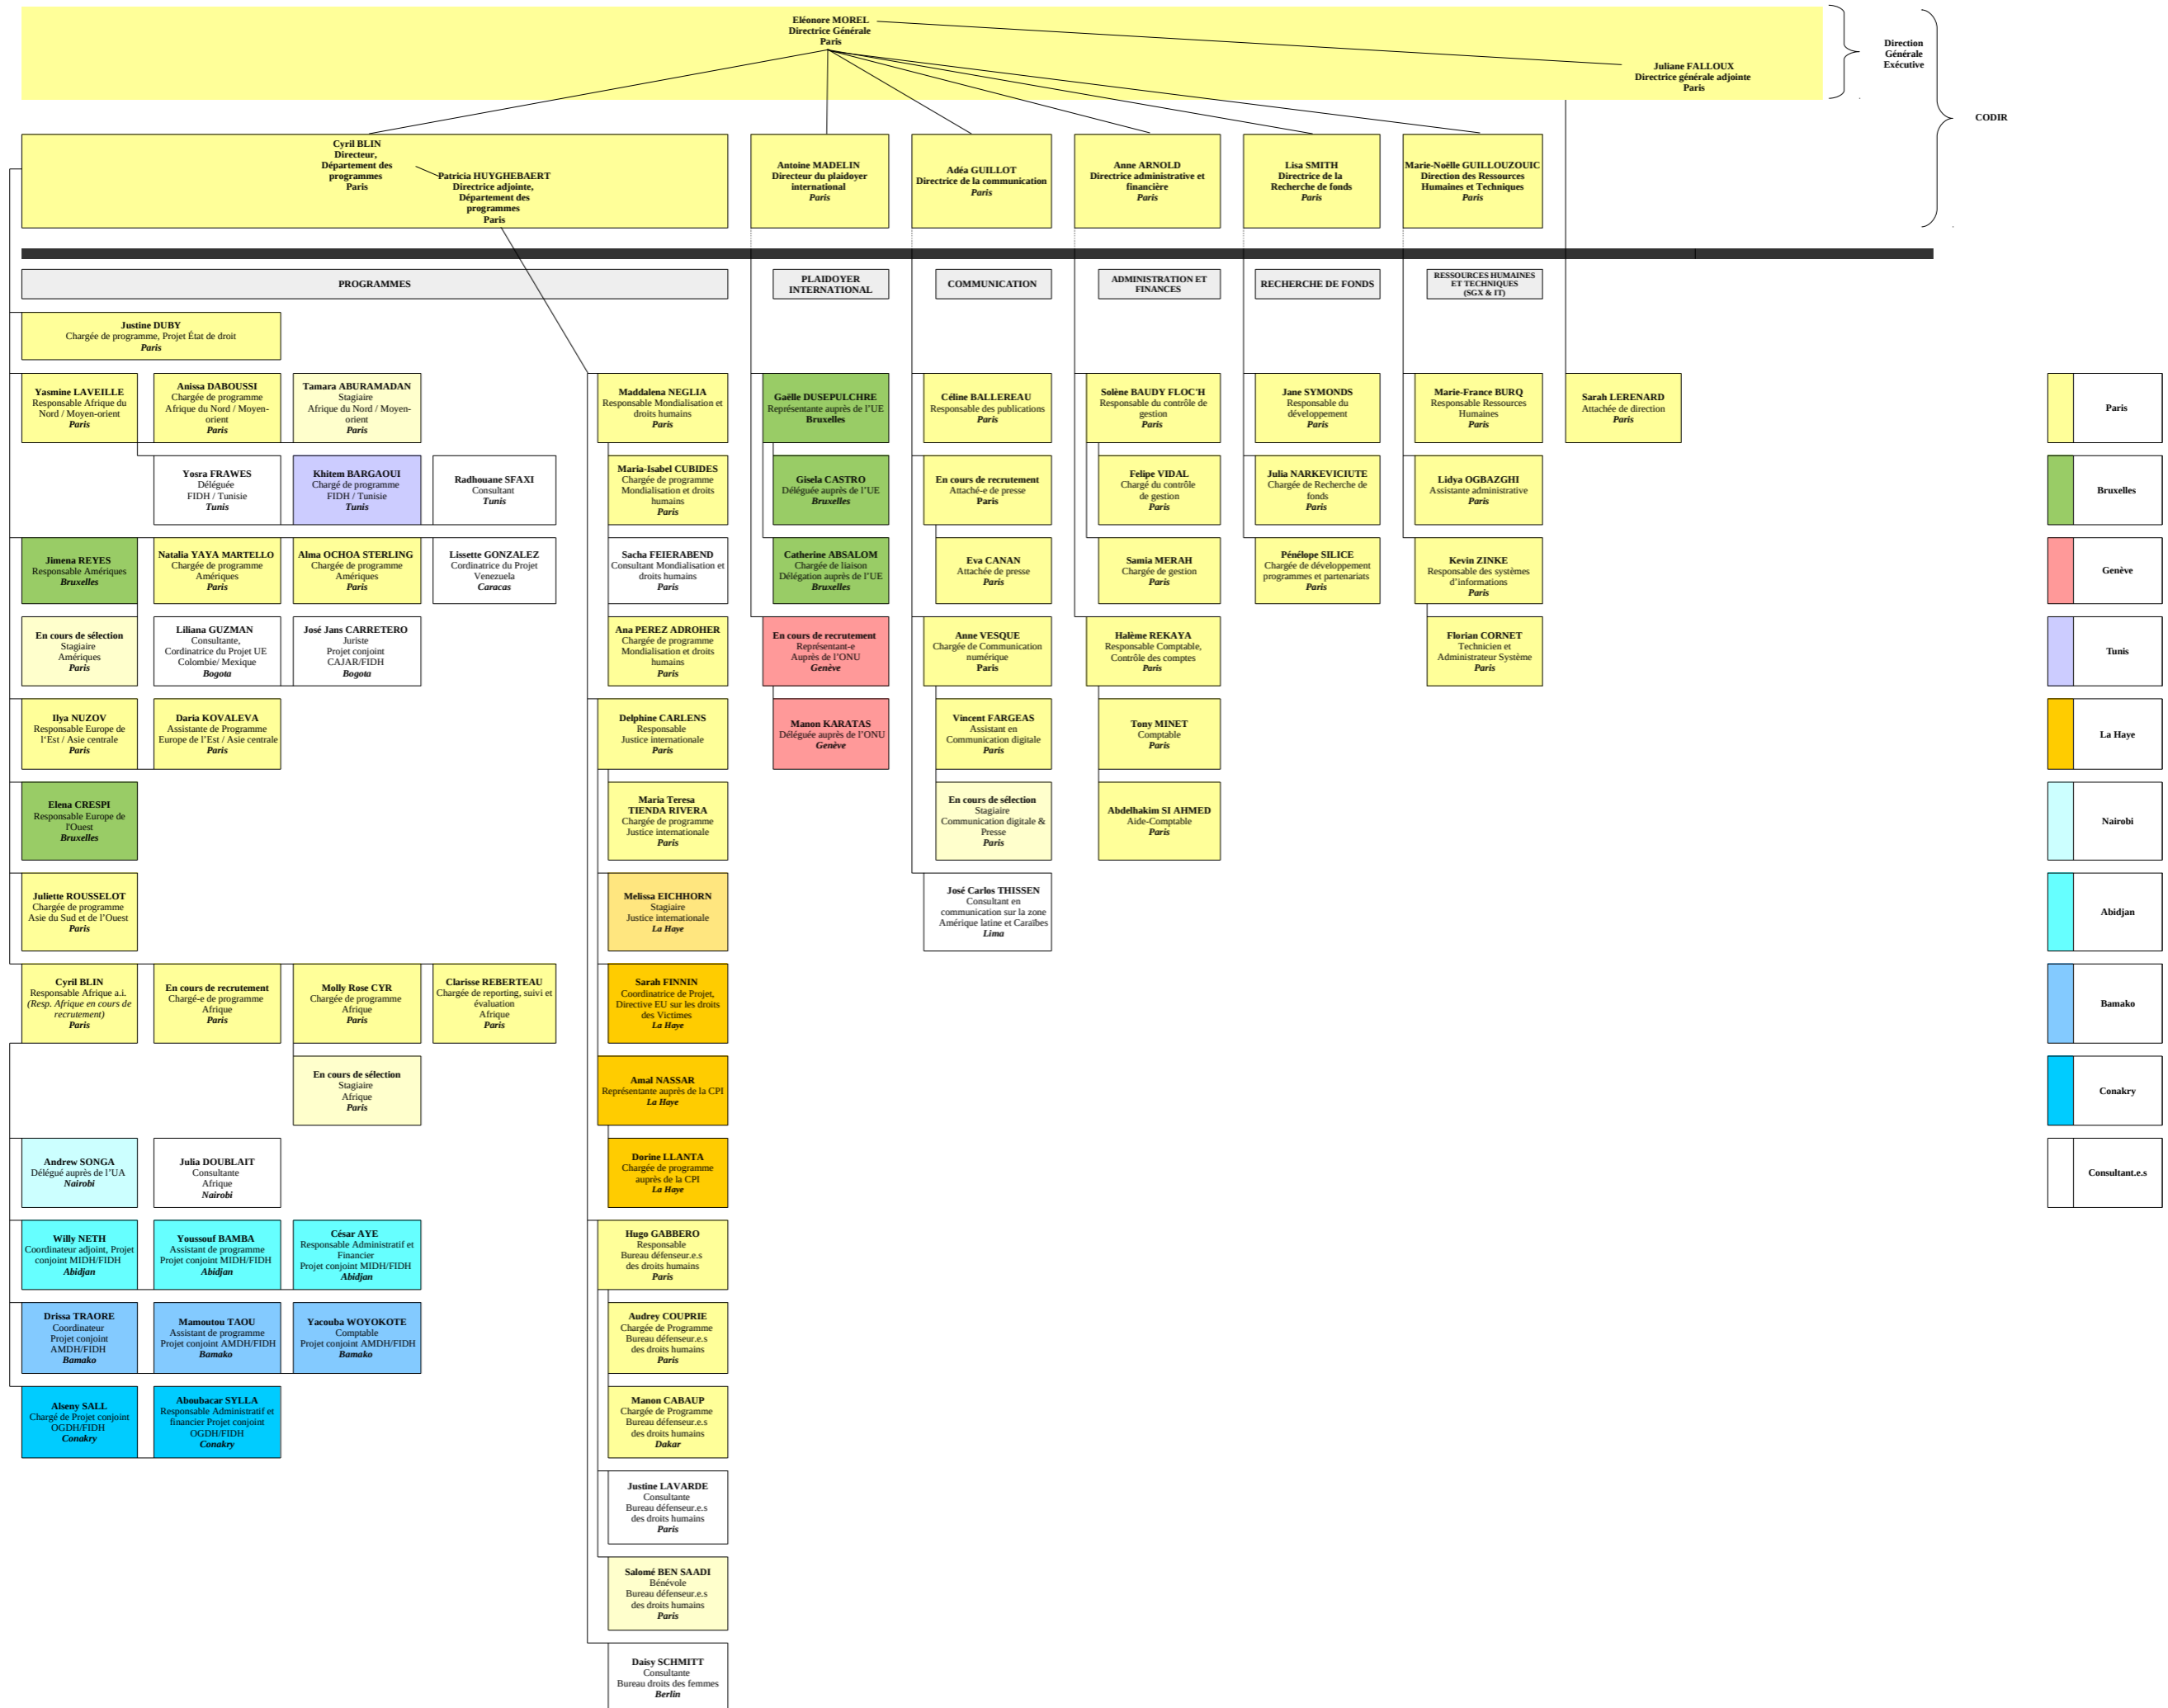 Eléonore MOREL
Directrice Générale
Paris
Juliane FALLOUX
Directrice générale adjointe
Paris
Direction
Générale
Exécutive
CODIR
Cyril BLIN
Directeur,
Département des
programmes
Paris
Patricia HUYGHEBAERT
Directrice adjointe,
Département des
programmes
Paris
Antoine MADELIN
Directeur du plaidoyer
international
Paris
Adéa GUILLOT
Directrice de la communication
Paris
Anne ARNOLD
Directrice administrative et
financière
Paris
Lisa SMITH
Directrice de la
Recherche de fonds
Paris
Marie-Noëlle GUILLOUZOUIC
Direction des Ressources
Humaines et Techniques
Paris
PROGRAMMES
PLAIDOYER
INTERNATIONAL
COMMUNICATION
ADMINISTRATION ET
FINANCES
RECHERCHE DE FONDS
RESSOURCES HUMAINES
ET TECHNIQUES
(SGX & IT)
Justine DUBY
Chargée de programme, Projet État de droit
Paris
Yasmine LAVEILLE
Responsable Afrique du
Nord / Moyen-orient
Paris
Anissa DABOUSSI
Chargée de programme
Afrique du Nord / Moyen-
orient
Paris
Tamara ABURAMADAN
Stagiaire
Afrique du Nord / Moyen-
orient
Paris
Maddalena NEGLIA
Responsable Mondialisation et
droits humains
Paris
Gaëlle DUSEPULCHRE
Représentante auprès de l’UE
Bruxelles
Céline BALLEREAU
Responsable des publications
Paris
Solène BAUDY FLOC'H
Responsable du contrôle de
gestion
Paris
Jane SYMONDS
Responsable du
développement
Paris
Marie-France BURQ
Responsable Ressources
Humaines
Paris
Sarah LERENARD
Attachée de direction
Paris
Paris
Yosra FRAWES
Déléguée
FIDH / Tunisie
Tunis
Khitem BARGAOUI
Chargé de programme
FIDH / Tunisie
Tunis
Radhouane SFAXI
Consultant
Tunis
Maria-Isabel CUBIDES
Chargée de programme
Mondialisation et droits
humains
Paris
Gisela CASTRO
Déléguée auprès de l’UE
Bruxelles
En cours de recrutement
Attaché-e de presse
Paris
Felipe VIDAL
Chargé du contrôle
de gestion
Paris
Julia NARKEVICIUTE
Chargée de Recherche de
fonds
Paris
Lidya OGBAZGHI
Assistante administrative
Paris
Bruxelles
Jimena REYES
Responsable Amériques
Bruxelles
Natalia YAYA MARTELLO
Chargée de programme
Amériques
Paris
Alma OCHOA STERLING
Chargée de programme
Amériques
Paris
Lissette GONZALEZ
Cordinatrice du Projet
Venezuela
Caracas
Sacha FEIERABEND
Consultant Mondialisation et
droits humains
Paris
Catherine ABSALOM
Chargée de liaison
Délégation auprès de l’UE
Bruxelles
Eva CANAN
Attachée de presse
Paris
Samia MERAH
Chargée de gestion
Paris
Pénélope SILICE
Chargée de développement
programmes et partenariats
Paris
Kevin ZINKE
Responsable des systèmes
d’informations
Paris
Genève
En cours de sélection
Stagiaire
Amériques
Paris
Liliana GUZMAN
Consultante,
Cordinatrice du Projet UE
Colombie/ Mexique
Bogota
José Jans CARRETERO
Juriste
Projet conjoint
CAJAR/FIDH
Bogota
Ana PEREZ ADROHER
Chargée de programme
Mondialisation et droits
humains
Paris
En cours de recrutement
Représentant-e
Auprès de l’ONU
Genève
Anne VESQUE
Chargée de Communication
numérique
Paris
Halème REKAYA
Responsable Comptable,
Contrôle des comptes
Paris
Florian CORNET
Technicien et
Administrateur Système
Paris
Tunis
Ilya NUZOV
Responsable Europe de
l‘Est / Asie centrale
Paris
Daria KOVALEVA
Assistante de Programme
Europe de l’Est / Asie centrale
Paris
Delphine CARLENS
Responsable
Justice internationale
Paris
Manon KARATAS
Déléguée auprès de l’ONU
Genève
Vincent FARGEAS
Assistant en
Communication digitale
Paris
Tony MINET
Comptable
Paris
La Haye
Elena CRESPI
Responsable Europe de
l'Ouest
Bruxelles
Maria Teresa
TIENDA RIVERA
Chargée de programme
Justice internationale
Paris
En cours de sélection
Stagiaire
Communication digitale &
Presse
Paris
Abdelhakim SI AHMED
Aide-Comptable
Paris
Nairobi
Juliette ROUSSELOT
Chargée de programme
Asie du Sud et de l’Ouest
Paris
Melissa EICHHORN
Stagiaire
Justice internationale
La Haye
José Carlos THISSEN
Consultant en
communication sur la zone
Amérique latine et Caraïbes
Lima
Abidjan
Cyril BLIN
Responsable Afrique a.i.
(Resp. Afrique en cours de
recrutement)
Paris
En cours de recrutement
Chargé-e de programme
Afrique
Paris
Molly Rose CYR
Chargée de programme
Afrique
Paris
Clarisse REBERTEAU
Chargée de reporting, suivi et
évaluation
Afrique
Paris
Sarah FINNIN
Coordinatrice de Projet,
Directive EU sur les droits
des Victimes
La Haye
Bamako
En cours de sélection
Stagiaire
Afrique
Paris
Amal NASSAR
Représentante auprès de la CPI
La Haye
Conakry
Andrew SONGA
Délégué auprès de l’UA
Nairobi
Julia DOUBLAIT
Consultante
Afrique
Nairobi
Dorine LLANTA
Chargée de programme
auprès de la CPI
La Haye
Consultant.e.s
Willy NETH
Coordinateur adjoint, Projet
conjoint MIDH/FIDH
Abidjan
Youssouf BAMBA
Assistant de programme
Projet conjoint MIDH/FIDH
Abidjan
César AYE
Responsable Administratif et
Financier
Projet conjoint MIDH/FIDH
Abidjan
Hugo GABBERO
Responsable
Bureau défenseur.e.s
des droits humains
Paris
Drissa TRAORE
Coordinateur
Projet conjoint
AMDH/FIDH
Bamako
Mamoutou TAOU
Assistant de programme
Projet conjoint AMDH/FIDH
Bamako
Yacouba WOYOKOTE
Comptable
Projet conjoint AMDH/FIDH
Bamako
Audrey COUPRIE
Chargée de Programme
Bureau défenseur.e.s
des droits humains
Paris
Alseny SALL
Chargé de Projet conjoint
OGDH/FIDH
Conakry
Aboubacar SYLLA
Responsable Administratif et
financier Projet conjoint
OGDH/FIDH
Conakry
Manon CABAUP
Chargée de Programme
Bureau défenseur.e.s
des droits humains
Dakar
Justine LAVARDE
Consultante
Bureau défenseur.e.s
des droits humains
Paris
Salomé BEN SAADI
Bénévole
Bureau défenseur.e.s
des droits humains
Paris
Daisy SCHMITT
Consultante
Bureau droits des femmes
Berlin